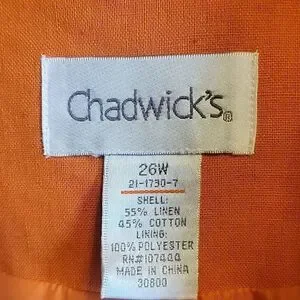 Chadwick's®
26W
21-1730-7
SHELL:
55% LINEN
45% COTTON
LINING:
100% POLYESTER
RN#107444
MADE IN CHINA
30800